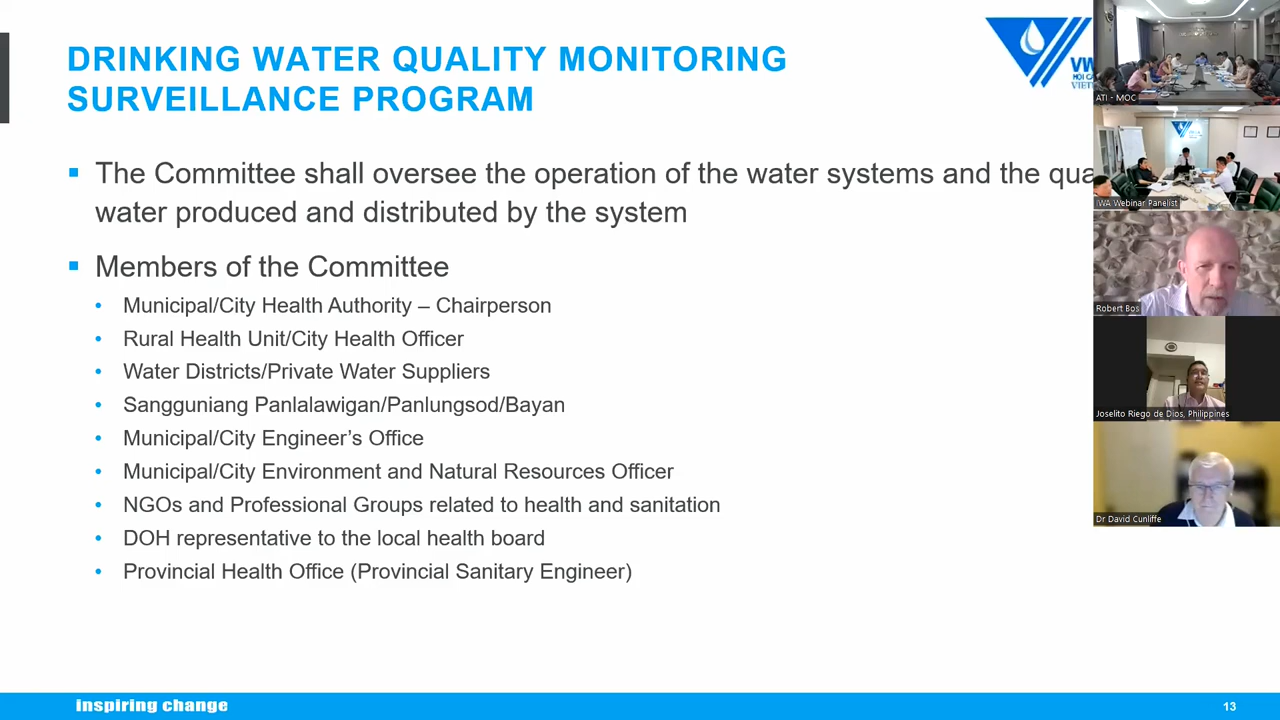 DRINKING WATER QUALITY MONITORING
SURVEILLANCE PROGRAM
The Committee shall oversee the operation of the water systems and the qua
water produced and distributed by the system
Members of the Committee
Municipal/City Health Authority – Chairperson
Rural Health Unit/City Health Officer
Water Districts/Private Water Suppliers
Sangguniang Panlalawigan/Panlungsod/Bayan
Municipal/City Engineer's Office
Municipal/City Environment and Natural Resources Officer
NGOs and Professional Groups related to health and sanitation
DOH representative to the local health board
Provincial Health Office (Provincial Sanitary Engineer)
inspiring change
13
VW
HỘI CẤ
VIỆT
ATI - MOC
IWA Webinar Panelist
Robert Bos
Joselito Riego de Dios, Philippines
Dr David Cunliffe